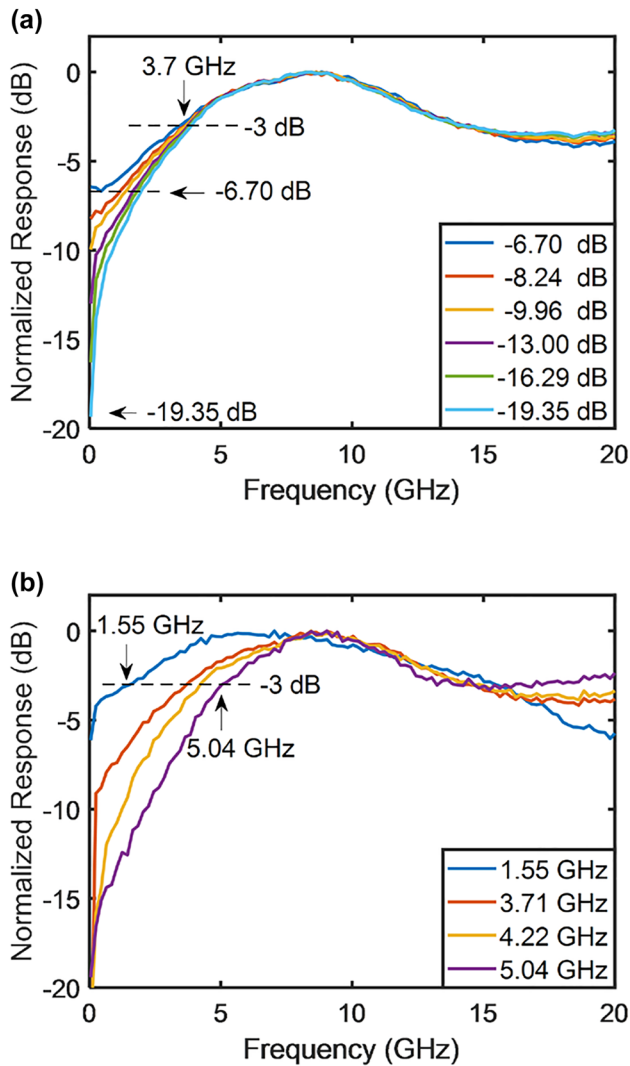 (a)
0
-5
-10
-15
-20
Normalized Response (dB)
3.7 GHz
-3 dB
-6.70 dB
-19.35 dB
-6.70 dB
-8.24 dB
-9.96 dB
-13.00 dB
-16.29 dB
-19.35 dB
0 5 10 15 20
Frequency (GHz)
(b)
0
-5
-10
-15
-20
Normalized Response (dB)
1.55 GHz
-3 dB
5.04 GHz
1.55 GHz
3.71 GHz
4.22 GHz
5.04 GHz
0 5 10 15 20
Frequency (GHz)